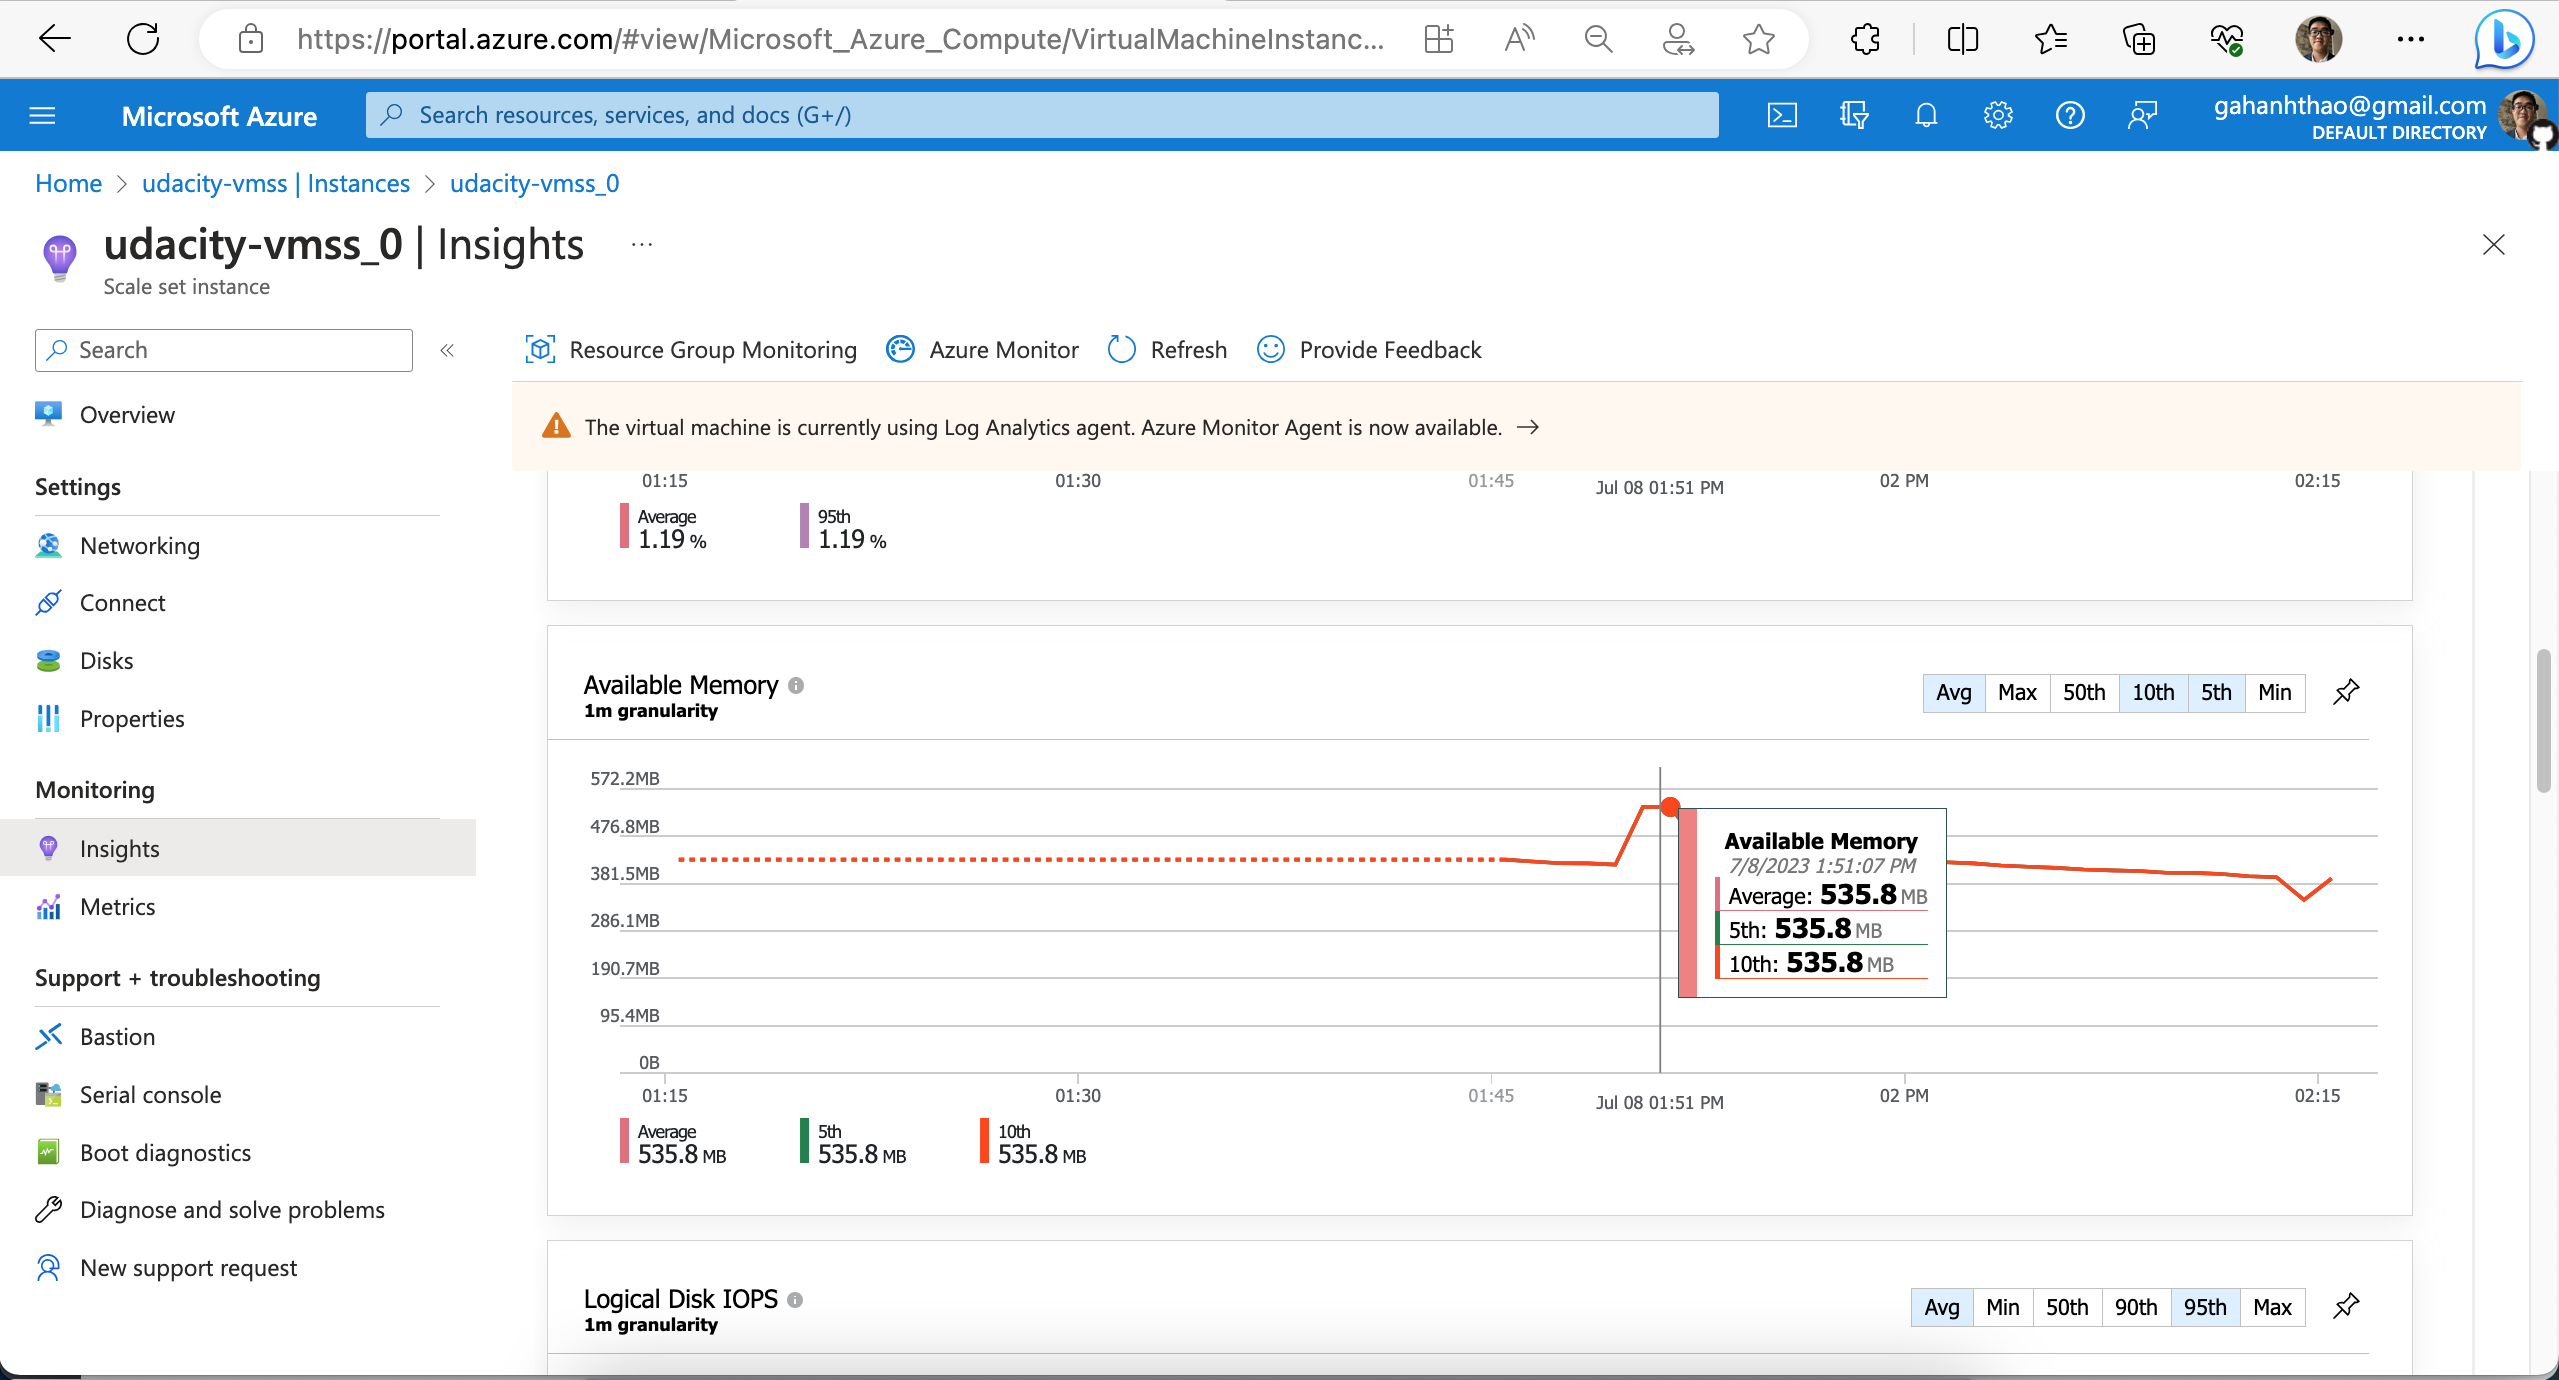 https://portal.azure.com/#view/Microsoft_Azure_Compute/VirtualMachineInstanc...
Microsoft Azure
Search resources, services, and docs (G+/)
gahanhthao@gmail.com
DEFAULT DIRECTORY
Home > udacity-vmss | Instances > udacity-vmss_0
udacity-vmss_0 | Insights ...
Scale set instance
Search
Overview
Settings
Networking
Connect
Disks
Properties
Monitoring
Insights
Metrics
Support + troubleshooting
Bastion
Serial console
Boot diagnostics
Diagnose and solve problems
New support request
Resource Group Monitoring Azure Monitor Refresh Provide Feedback
The virtual machine is currently using Log Analytics agent. Azure Monitor Agent is now available. →
01:15 01:30 01:45 Jul 08 01:51 PM 02 PM 02:15
Average 95th
1.19 % 1.19 %
Available Memory
1m granularity
Avg Max 50th 10th 5th Min
572.2MB
476.8MB
381.5MB
286.1MB
190.7MB
95.4MB
0B
Available Memory
7/8/2023 1:51:07 PM
Average: 535.8 MB
5th: 535.8 MB
10th: 535.8 MB
01:15 01:30 01:45 Jul 08 01:51 PM 02 PM 02:15
Average 5th 10th
535.8 MB 535.8 MB 535.8 MB
Logical Disk IOPS
1m granularity
Avg Min 50th 90th 95th Max